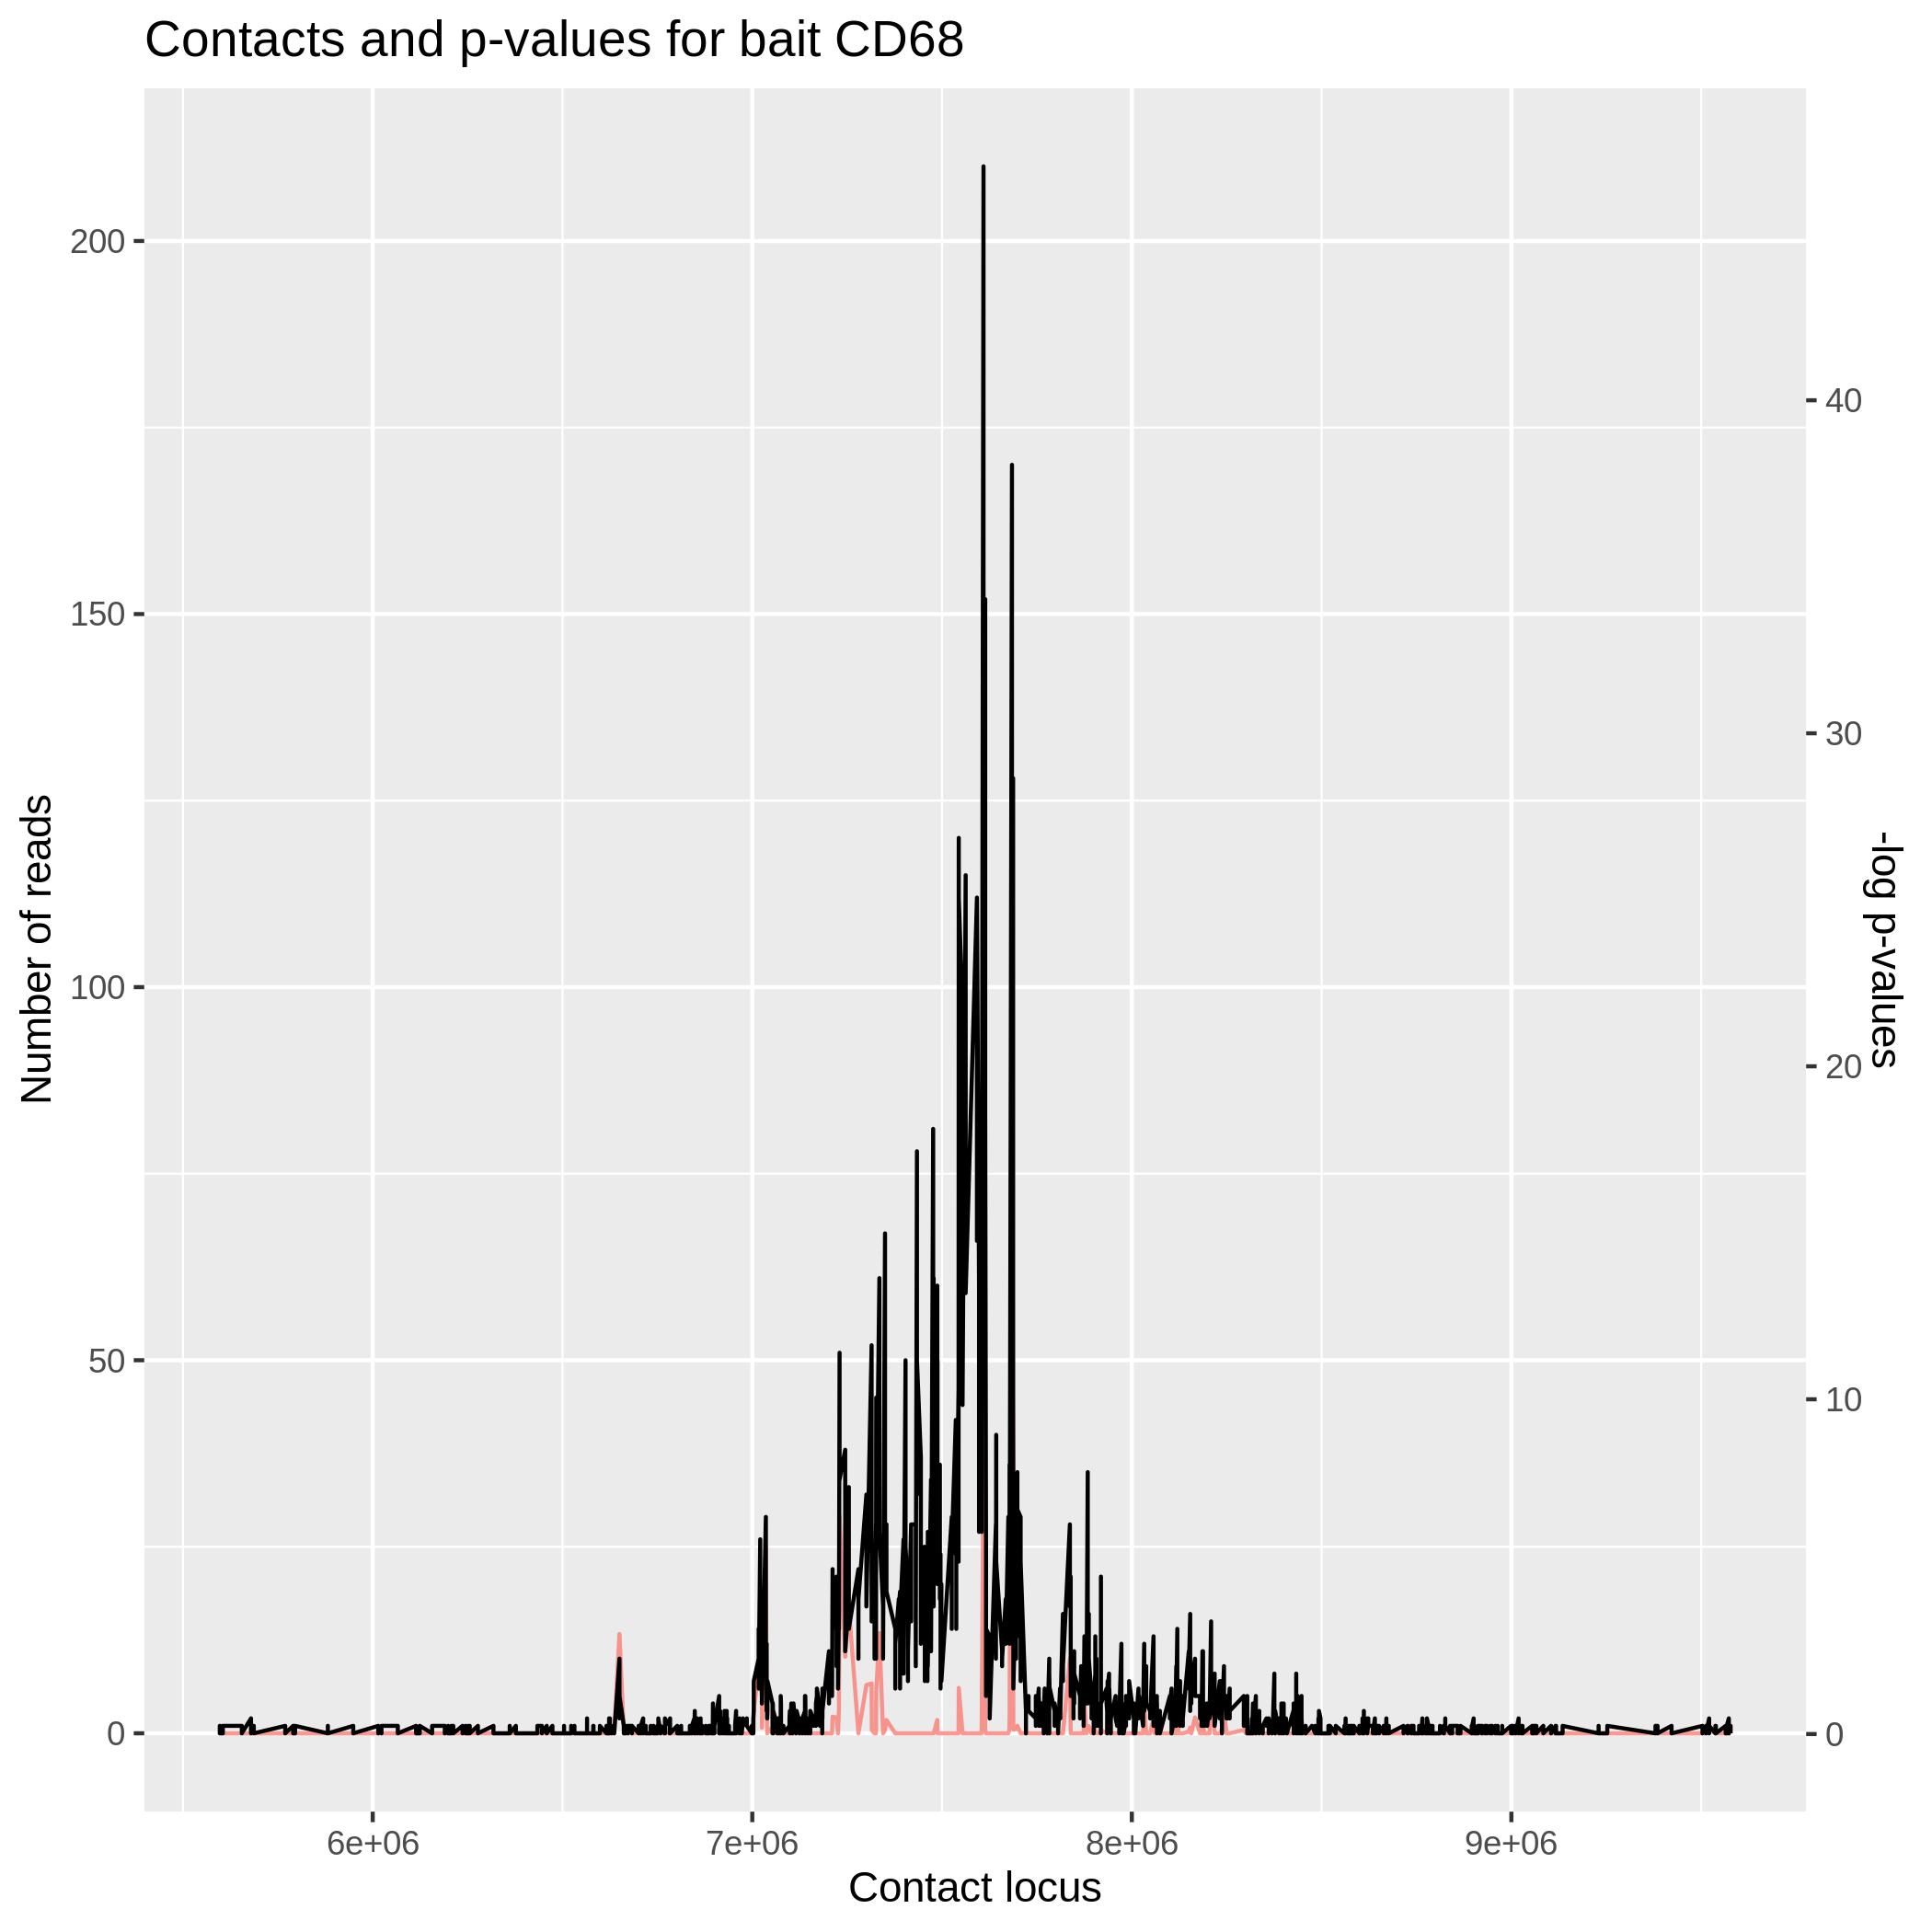 Contacts and p-values for bait CD68
200
150
100
50
0
Number of reads
40
30
20
10
0
-log p-values
6e+06
7e+06
8e+06
9e+06
Contact locus